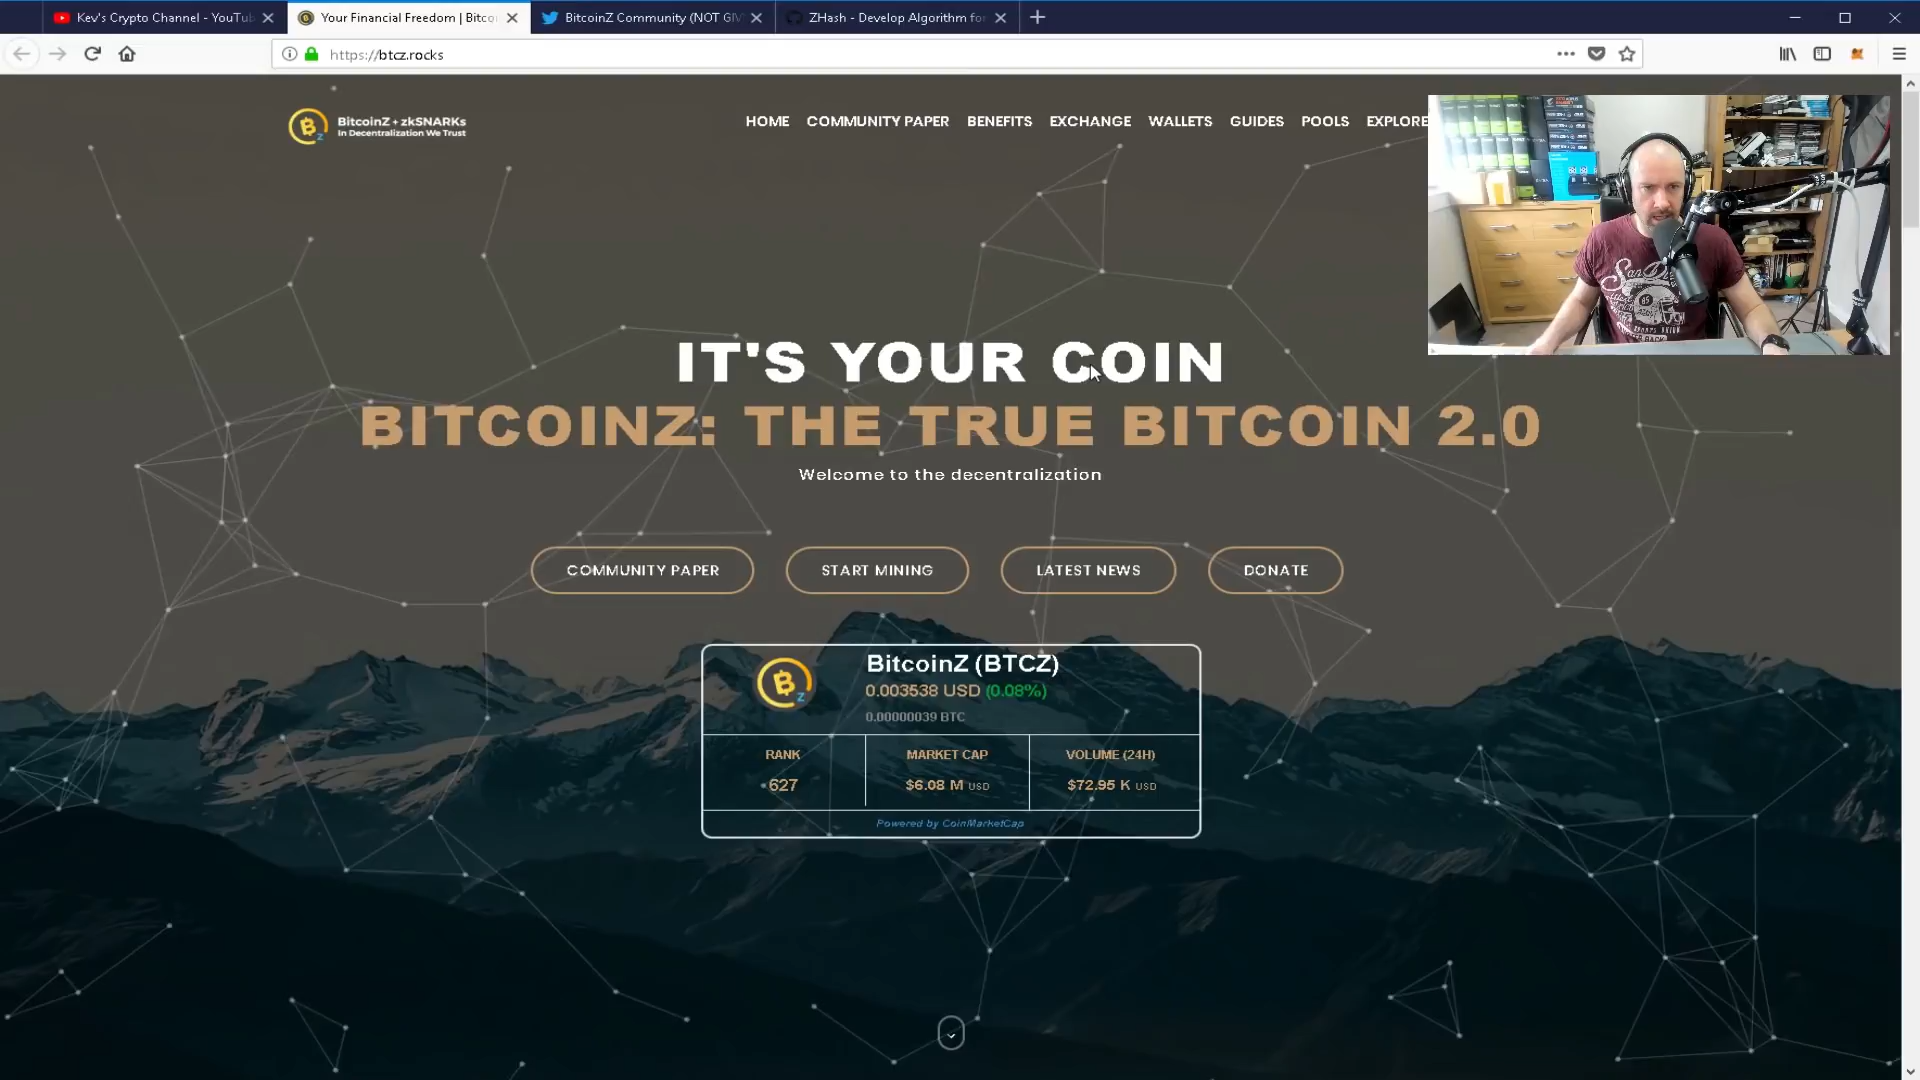 Kev's Crypto Channel - YouTu
Your Financial Freedom | Bitco
BitcoinZ Community (NOT GIV
ZHash - Develop Algorithm for
https://btcz.rocks
BitcoinZ + zkSNARKs
In Decentralization We Trust
HOME
COMMUNITY PAPER
BENEFITS
EXCHANGE
WALLETS
GUIDES
POOLS
EXPLORE
IT'S YOUR COIN
BITCOINZ: THE TRUE BITCOIN 2.0
Welcome to the decentralization
COMMUNITY PAPER
START MINING
LATEST NEWS
DONATE
BitcoinZ (BTCZ)
0.003538 USD (0.08%)
0.00000039 BTC
RANK
627
MARKET CAP
$6.08 M USD
VOLUME (24H)
$72.95 K USD
Powered by CoinMarketCap
San D
85